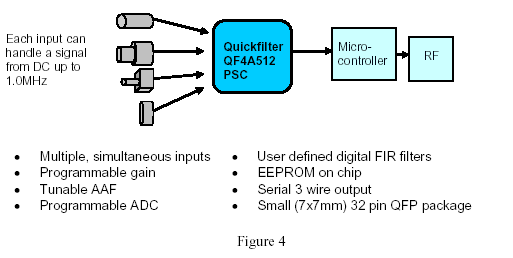 Each input can
handle a signal
from DC up to
1.0MHz
Quickfilter
QF4A512
PSC
Micro-
controller
RF
• Multiple, simultaneous inputs
• Programmable gain
• Tunable AAF
• Programmable ADC
• User defined digital FIR filters
• EEPROM on chip
• Serial 3 wire output
• Small (7x7mm) 32 pin QFP package
Figure 4